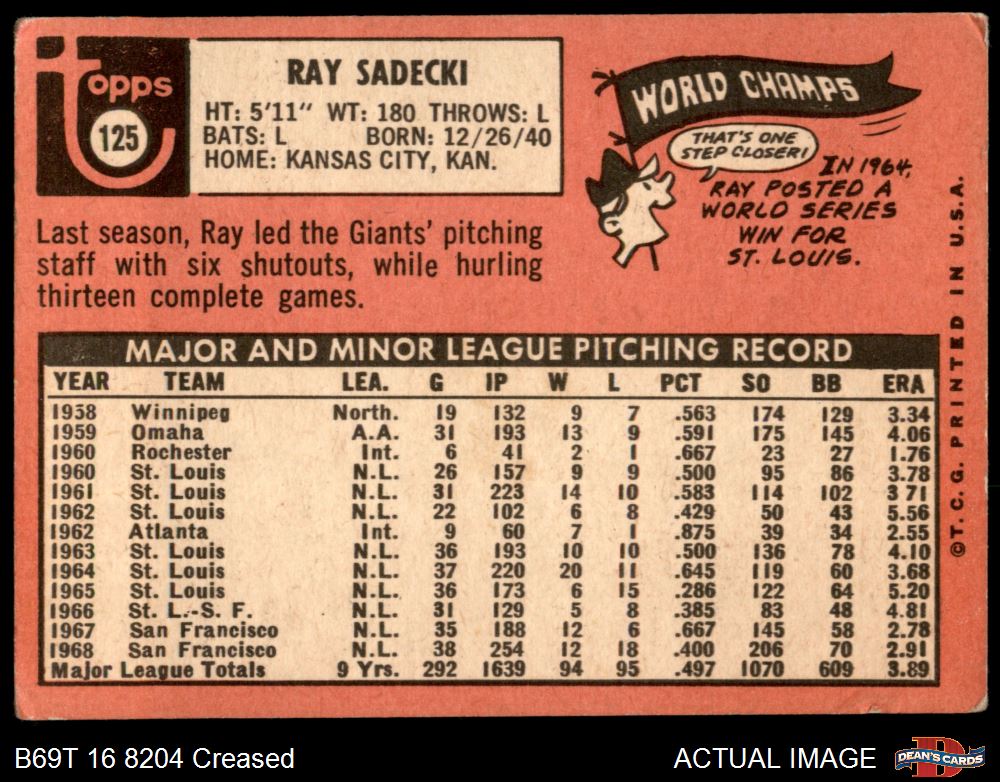 Topps
125
RAY SADECKI
HT: 5'11" WT: 180 THROWS: L
BATS: L BORN: 12/26/40
HOME: KANSAS CITY, KAN.
WORLD CHAMPS
THAT'S ONE
STEP CLOSER!
IN 1964,
RAY POSTED A
WORLD SERIES
WIN FOR
ST. LOUIS.
Last season, Ray led the Giants' pitching
staff with six shutouts, while hurling
thirteen complete games.
MAJOR AND MINOR LEAGUE PITCHING RECORD
YEAR TEAM LEA. G IP W L PCT SO BB ERA
1958 Winnipeg North. 19 132 9 7 .563 174 129 3.34
1959 Omaha A.A. 31 193 13 9 .591 175 145 4.06
1960 Rochester Int. 6 41 2 1 .667 23 27 1.76
1960 St. Louis N.L. 26 157 9 9 .500 95 86 3.78
1961 St. Louis N.L. 31 223 14 10 .583 114 102 3 71
1962 St. Louis N.L. 22 102 6 8 .429 50 43 5.56
1962 Atlanta Int. 9 60 7 1 .875 39 34 2.55
1963 St. Louis N.L. 36 193 10 10 .500 136 78 4.10
1964 St. Louis N.L. 37 220 20 11 .645 119 60 3.68
1965 St. Louis N.L. 36 173 6 15 .286 122 64 5.20
1966 St. L.-S. F. N.L. 31 129 5 8 .385 83 48 4.81
1967 San Francisco N.L. 35 188 12 6 .667 145 58 2.78
1968 San Francisco N.L. 38 254 12 18 .400 206 70 2.91
Major League Totals 9 Yrs. 292 1639 94 95 .497 1070 609 3.89
©T.C.G. PRINTED IN U.S.A.
B69T 16 8204 Creased
ACTUAL IMAGE
DEAN'S CARDS